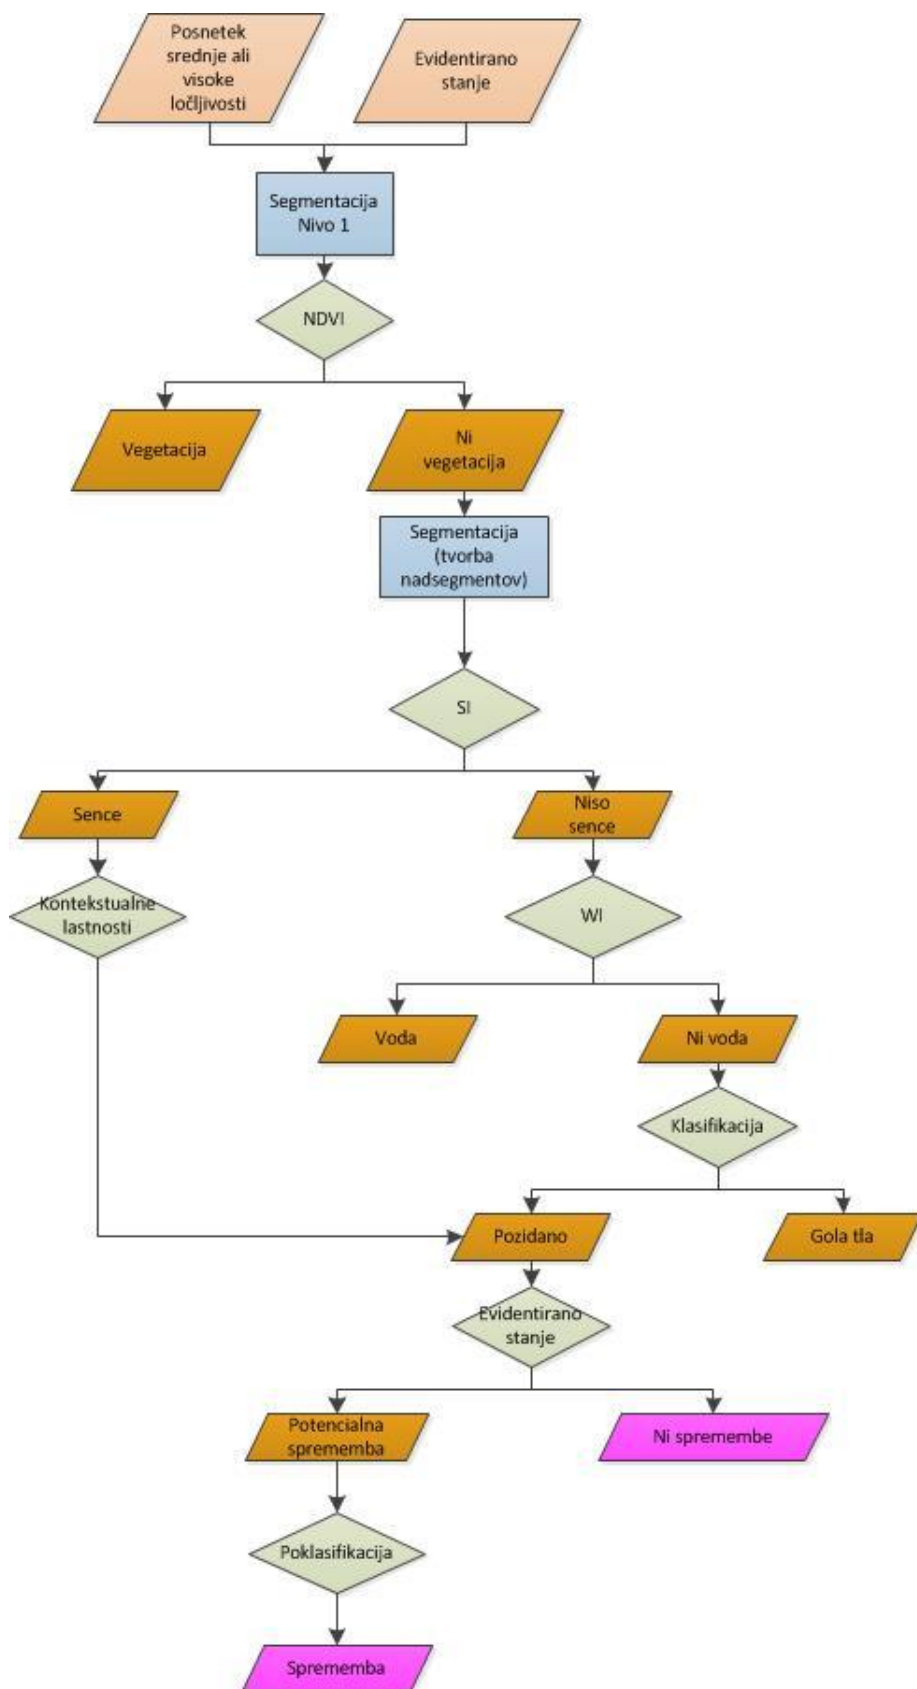 Posnetek
srednje ali
visoke
ločljivosti
Evidentirano
stanje
Segmentacija
Nivo 1
NDVI
Vegetacija
Ni
vegetacija
Segmentacija
(tvorba
nadsegmentov)
SI
Sence
Niso
sence
Kontekstualne
lastnosti
WI
Voda
Ni voda
Klasifikacija
Pozidano
Gola tla
Evidentirano
stanje
Potencialna
sprememba
Ni spremembe
Poklasifikacija
Sprememba